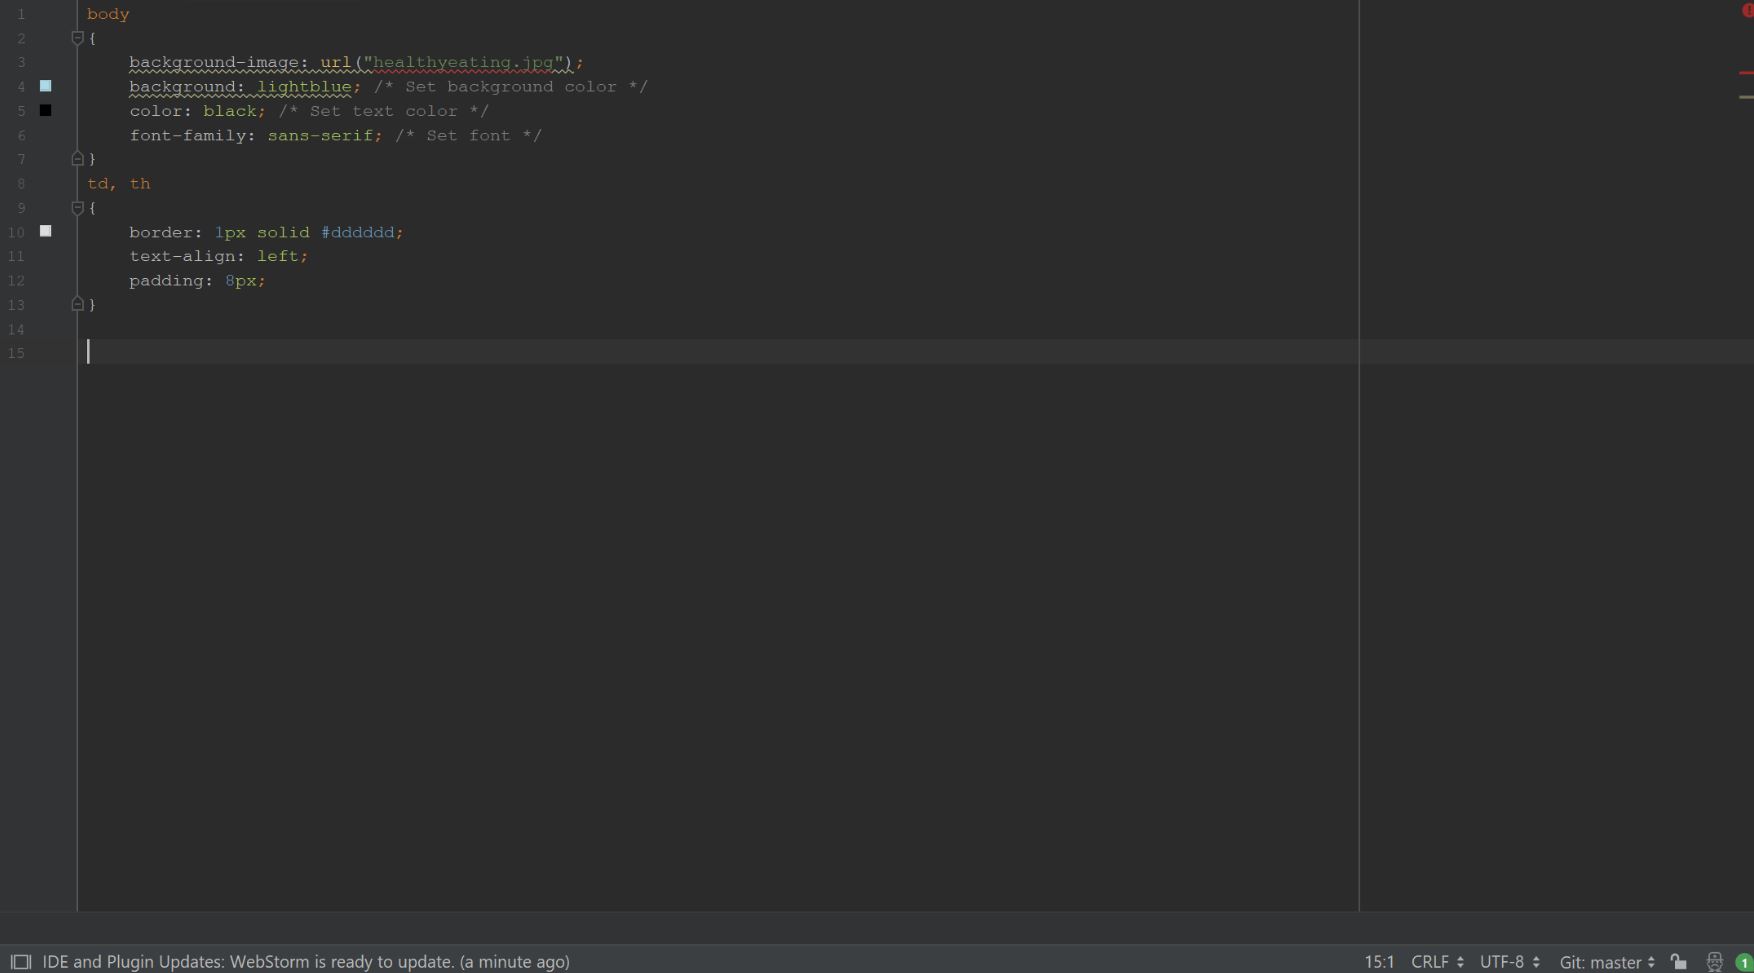 1 body
2 {
3 background-image: url("healthyeating.jpg");
4 background: lightblue; /* Set background color */
5 color: black; /* Set text color */
6 font-family: sans-serif; /* Set font */
7 }
8 td, th
9 {
10 border: 1px solid #dddddd;
11 text-align: left;
12 padding: 8px;
13 }
14
15
IDE and Plugin Updates: WebStorm is ready to update. (a minute ago) 15:1 CRLF UTF-8 Git: master 1